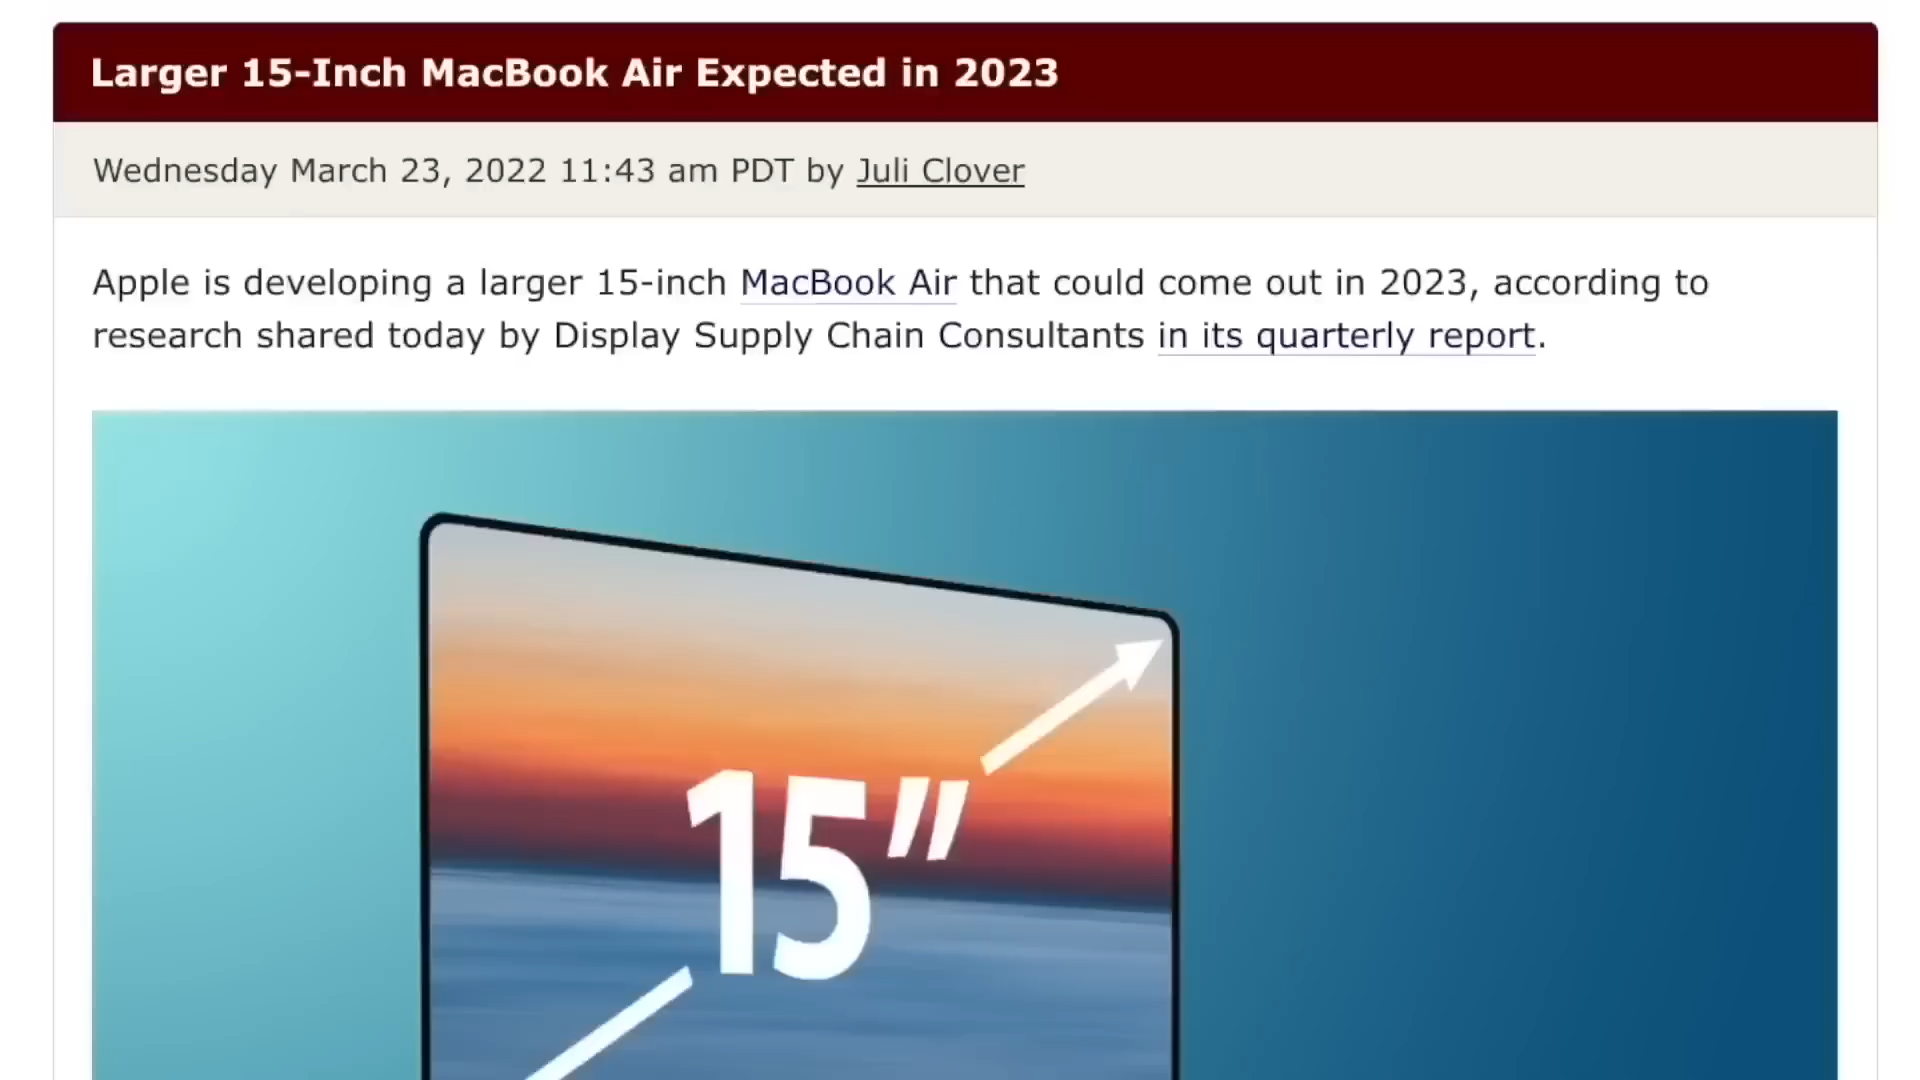 Larger 15-Inch MacBook Air Expected in 2023
Wednesday March 23, 2022 11:43 am PDT by Juli Clover
Apple is developing a larger 15-inch MacBook Air that could come out in 2023, according to
research shared today by Display Supply Chain Consultants in its quarterly report.
15”